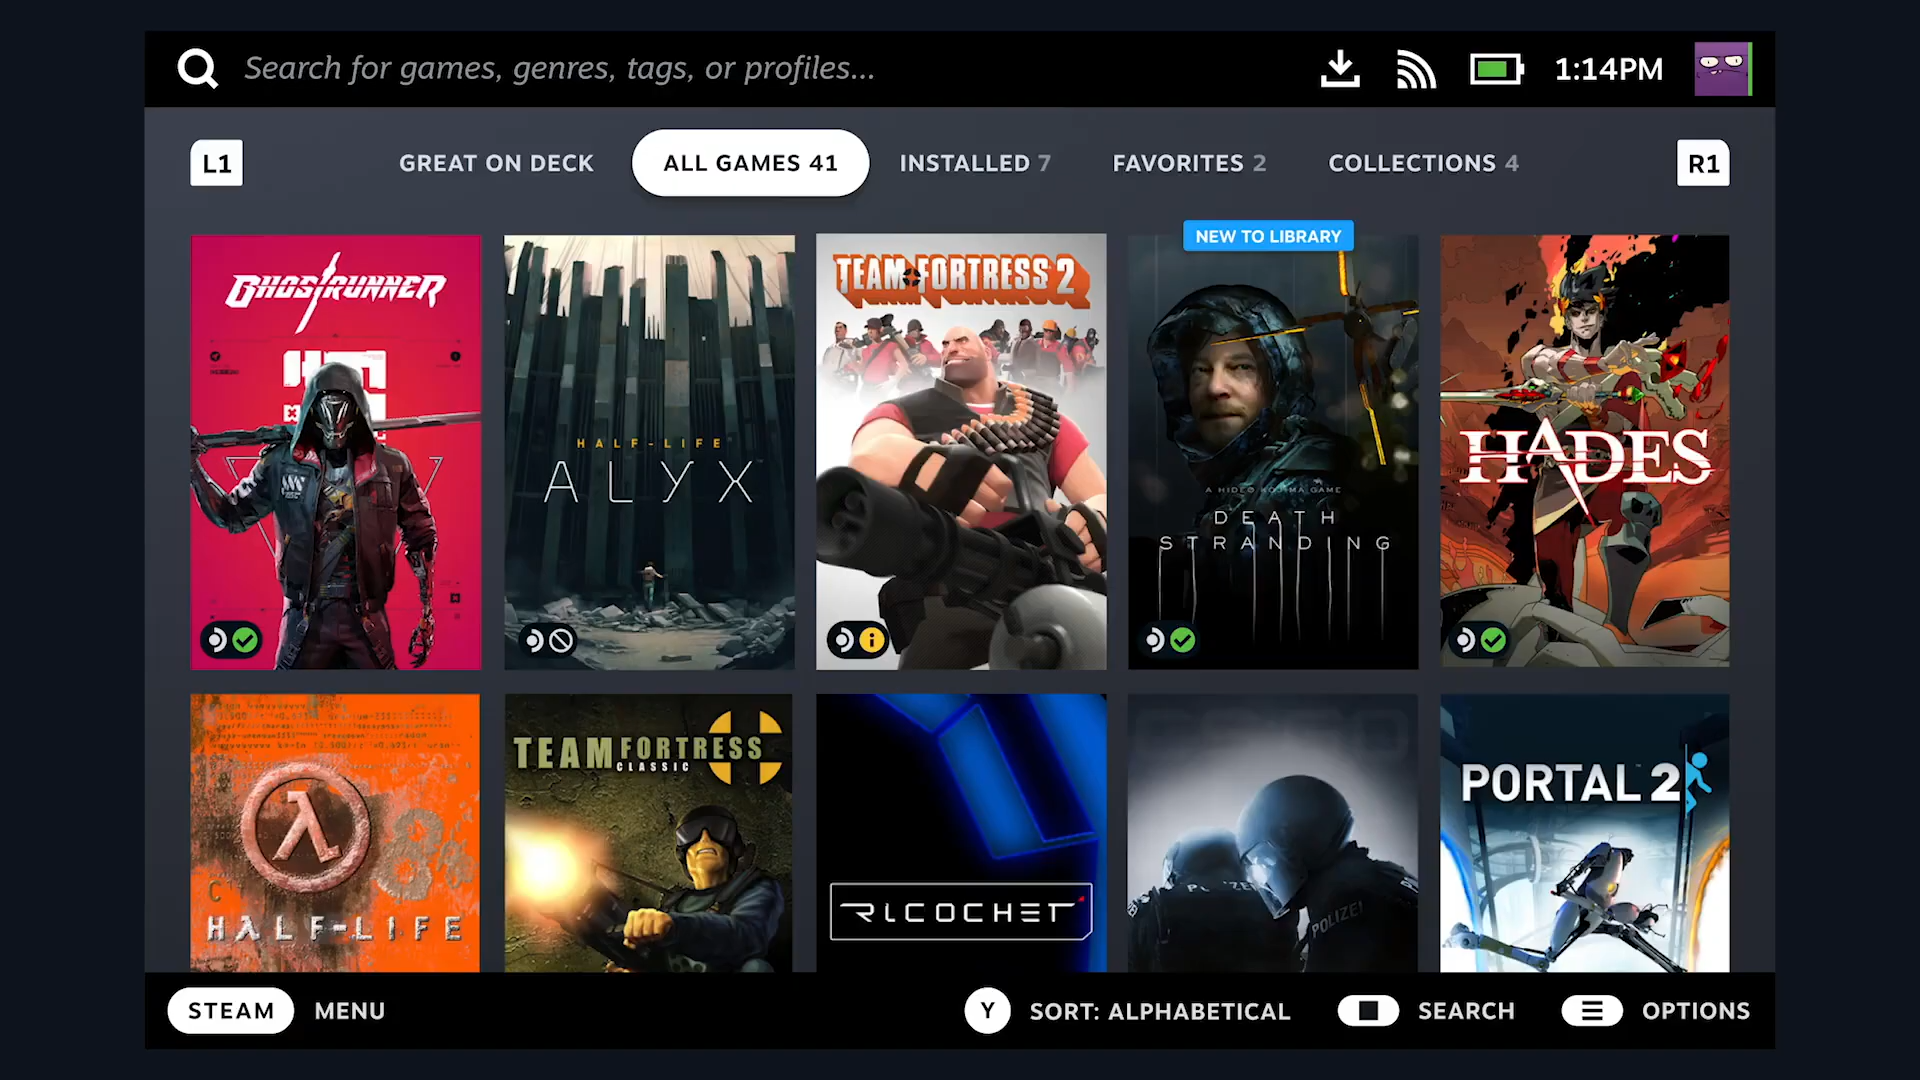 Search for games, genres, tags, or profiles...
1:14PM
L1
GREAT ON DECK
ALL GAMES 41
INSTALLED 7
FAVORITES 2
COLLECTIONS 4
R1
GHOSTRUNNER
HALF-LIFE
ALYX
TEAM FORTRESS 2
NEW TO LIBRARY
A HIDEO KOJIMA GAME
DEATH
STRANDING
HADES
HALF-LIFE
TEAM FORTRESS
CLASSIC
RICOCHET
POLIZEI
POLIZEI
PORTAL 2
STEAM
MENU
Y
SORT: ALPHABETICAL
SEARCH
OPTIONS